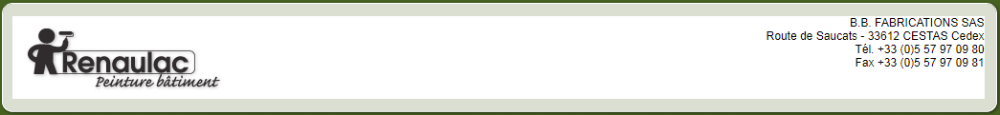 Renaulac
Peinture bâtiment
B.B. FABRICATIONS SAS
Route de Saucats - 33612 CESTAS Cedex
Tél. +33 (0)5 57 97 09 80
Fax +33 (0)5 57 97 09 81